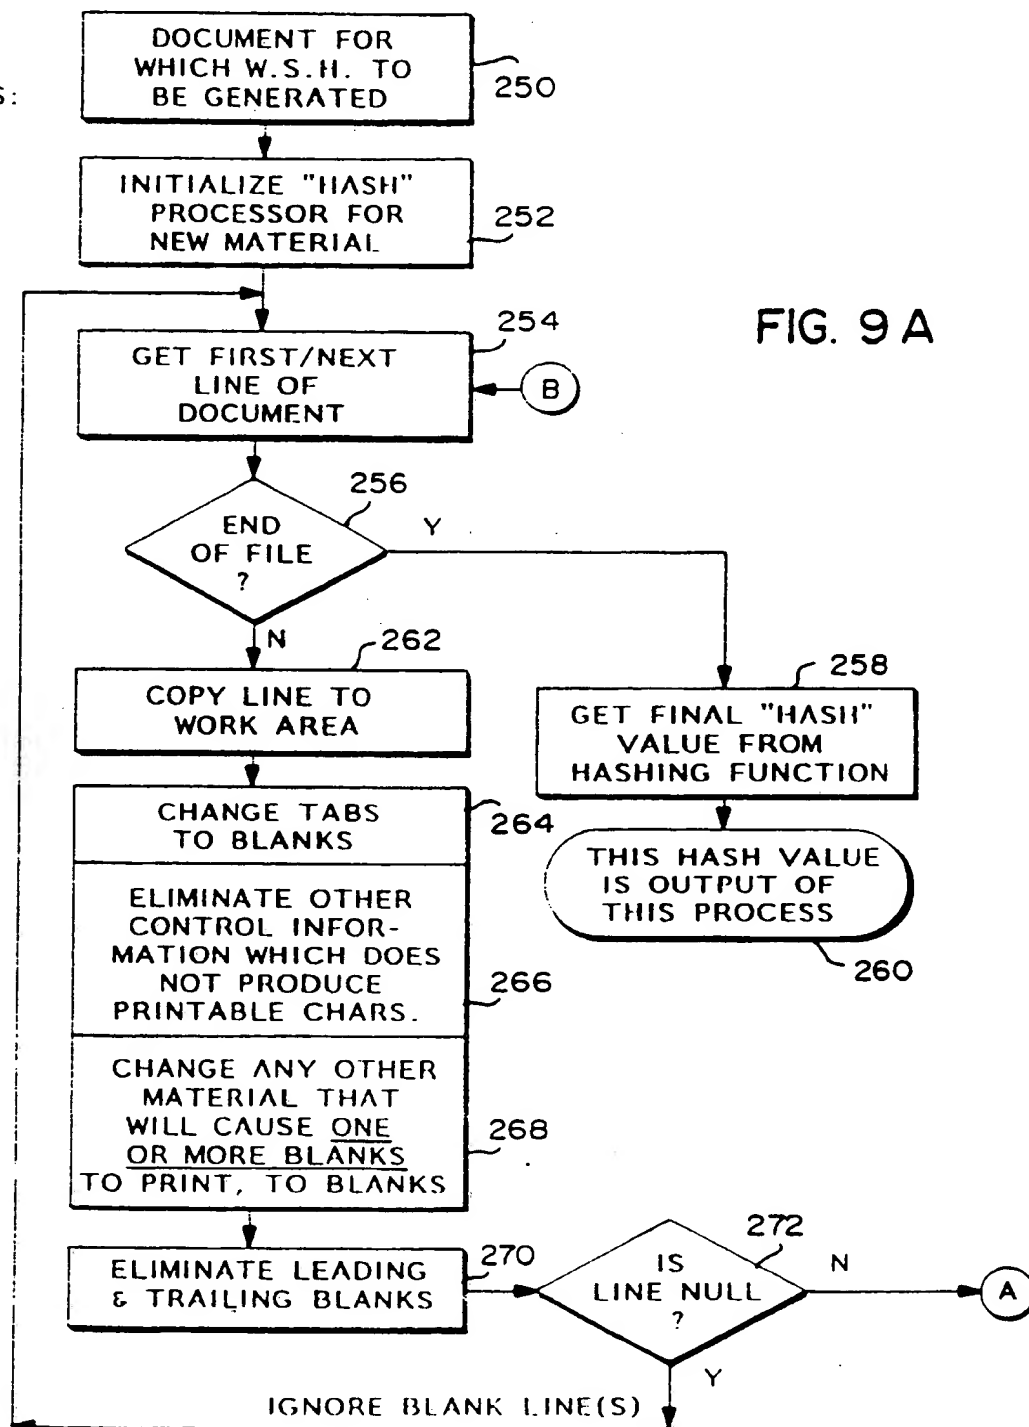 DOCUMENT FOR
WHICH W.S.H. TO
BE GENERATED
250
S:
INITIALIZE "HASH"
PROCESSOR FOR
NEW MATERIAL
252
FIG. 9A
GET FIRST/NEXT
LINE OF
DOCUMENT
254
B
END
OF FILE
?
256
Y
N
COPY LINE TO
WORK AREA
262
GET FINAL "HASH"
VALUE FROM
HASHING FUNCTION
258
CHANGE TABS
TO BLANKS
264
THIS HASH VALUE
IS OUTPUT OF
THIS PROCESS
260
ELIMINATE OTHER
CONTROL INFOR-
MATION WHICH DOES
NOT PRODUCE
PRINTABLE CHARS.
266
CHANGE ANY OTHER
MATERIAL THAT
WILL CAUSE ONE
OR MORE BLANKS
TO PRINT, TO BLANKS
268
ELIMINATE LEADING
& TRAILING BLANKS
270
IS
LINE NULL
?
272
N
A
Y
IGNORE BLANK LINE(S)